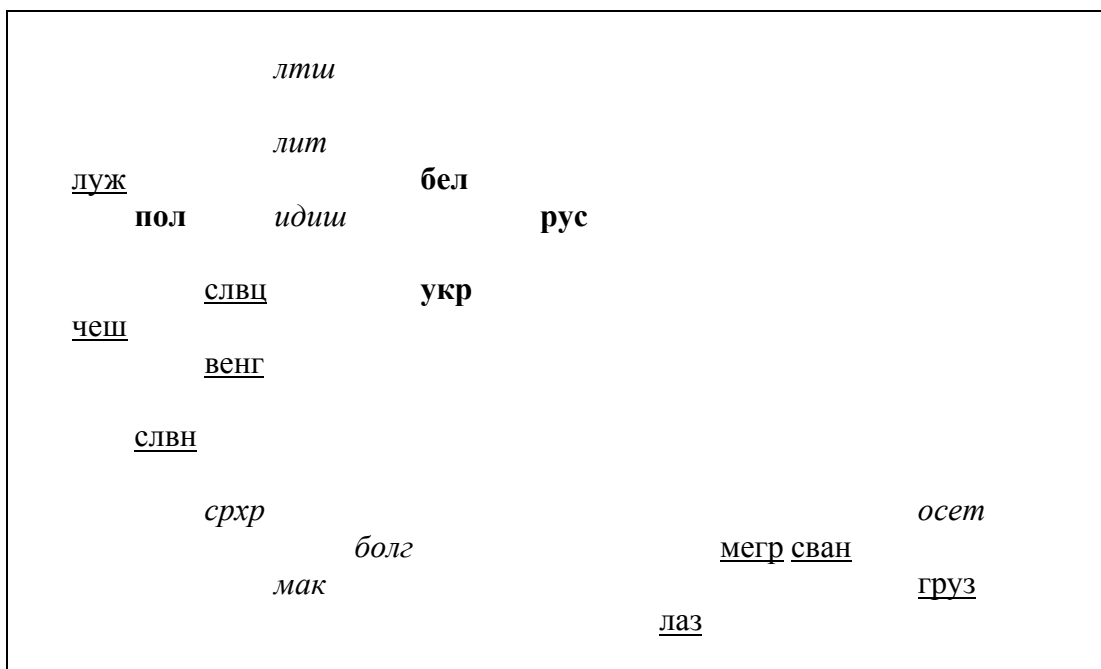 лтш
лит
луж бел
пол идиш рус
слвц укр
чеш
венг
слвн
српхр осет
болг мегр сван
мак груз
лаз